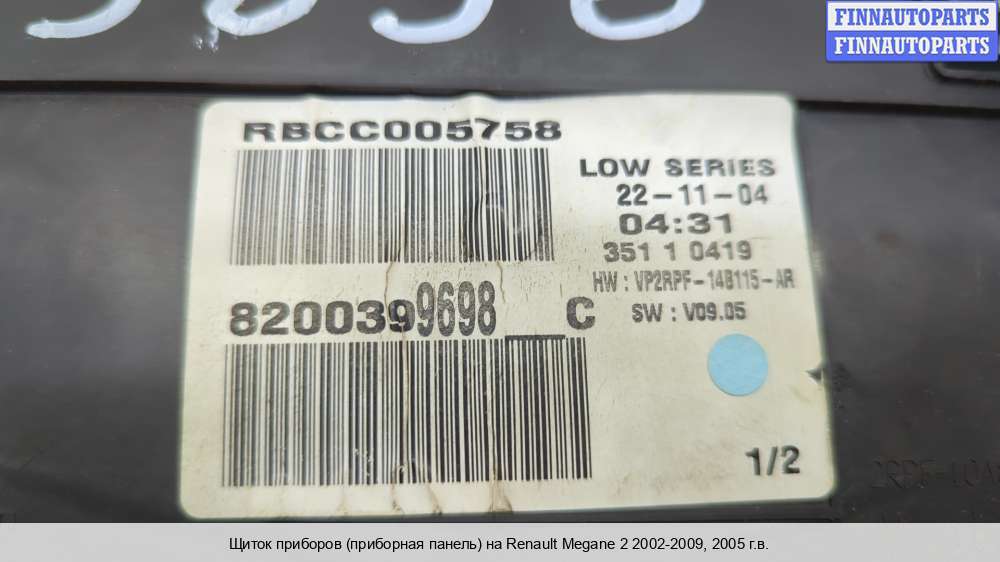 FINNAUTOPARTS
FINNAUTOPARTS
RBCC005758
LOW SERIES
22-11-04
04:31
351 1 0419
HW : VP2RPF-14B115-AR
8200399698__C
SW : V09.05
1/2
Щиток приборов (приборная панель) на Renault Megane 2 2002-2009, 2005 г.в.